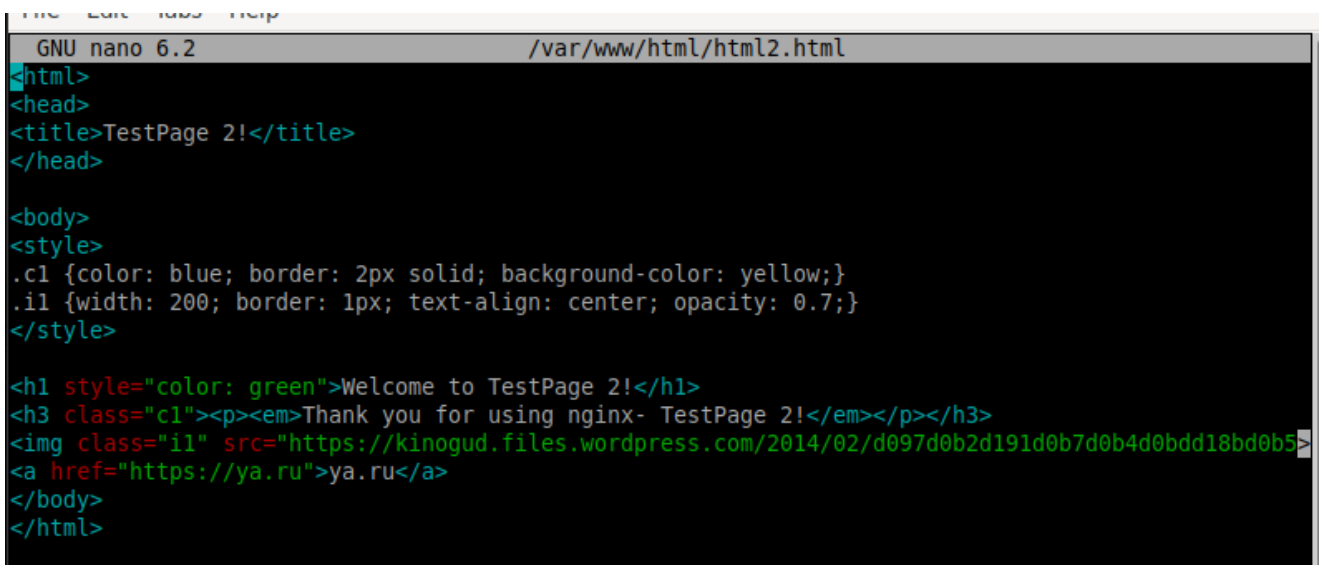 File Edit Tabs Help
GNU nano 6.2 /var/www/html/html2.html
<html>
<head>
<title>TestPage 2!</title>
</head>
<body>
<style>
.c1 {color: blue; border: 2px solid; background-color: yellow;}
.i1 {width: 200; border: 1px; text-align: center; opacity: 0.7;}
</style>
<h1 style="color: green">Welcome to TestPage 2!</h1>
<h3 class="c1"><p><em>Thank you for using nginx- TestPage 2!</em></p></h3>
<img class="i1" src="https://kinogud.files.wordpress.com/2014/02/d097d0b2d191d0b7d0b4d0bdd18bd0b5>
<a href="https://ya.ru">ya.ru</a>
</body>
</html>